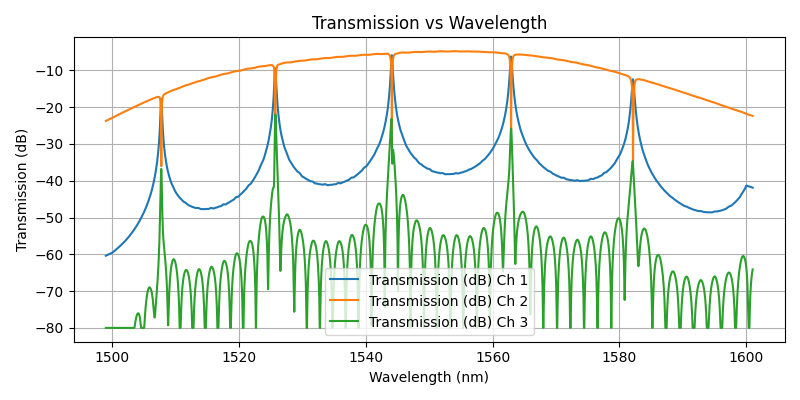 Transmission vs Wavelength
Transmission (dB)
−10
−20
−30
−40
−50
−60
−70
−80
Transmission (dB) Ch 1
Transmission (dB) Ch 2
Transmission (dB) Ch 3
1500
1520
1540
1560
1580
1600
Wavelength (nm)